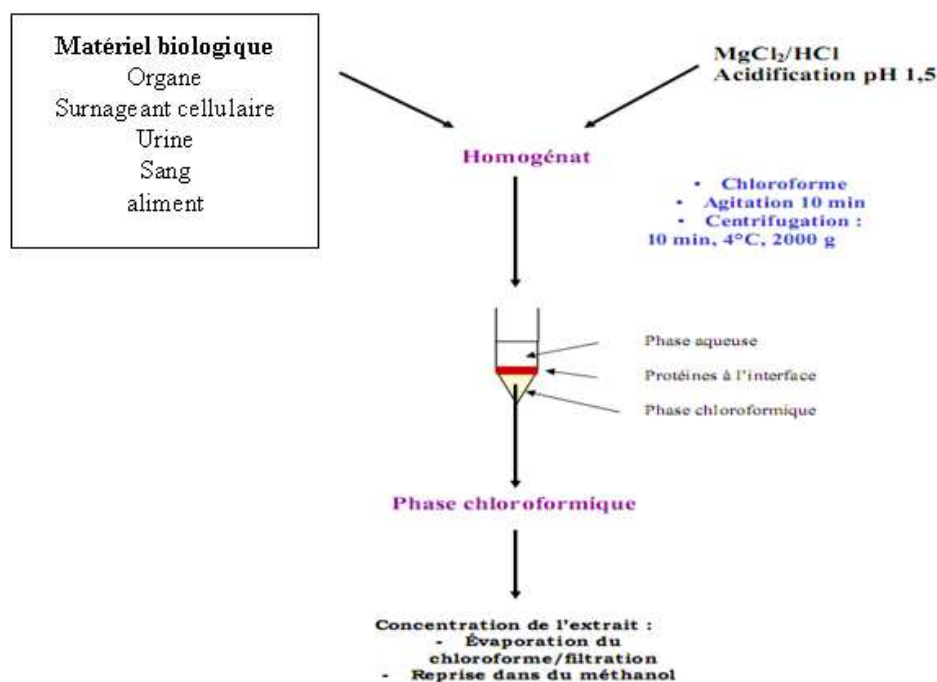 Matériel biologique
Organe
Surnageant cellulaire
Urine
Sang
aliment
MgCl₂/HCl
Acidification pH 1,5
Homogénat
• Chloroforme
• Agitation 10 min
• Centrifugation :
10 min, 4°C, 2000 g
Phase aqueuse
Protéines à l'interface
Phase chloroformique
Phase chloroformique
Concentration de l'extrait :
- Évaporation du
chloroforme/filtration
- Reprise dans du méthanol